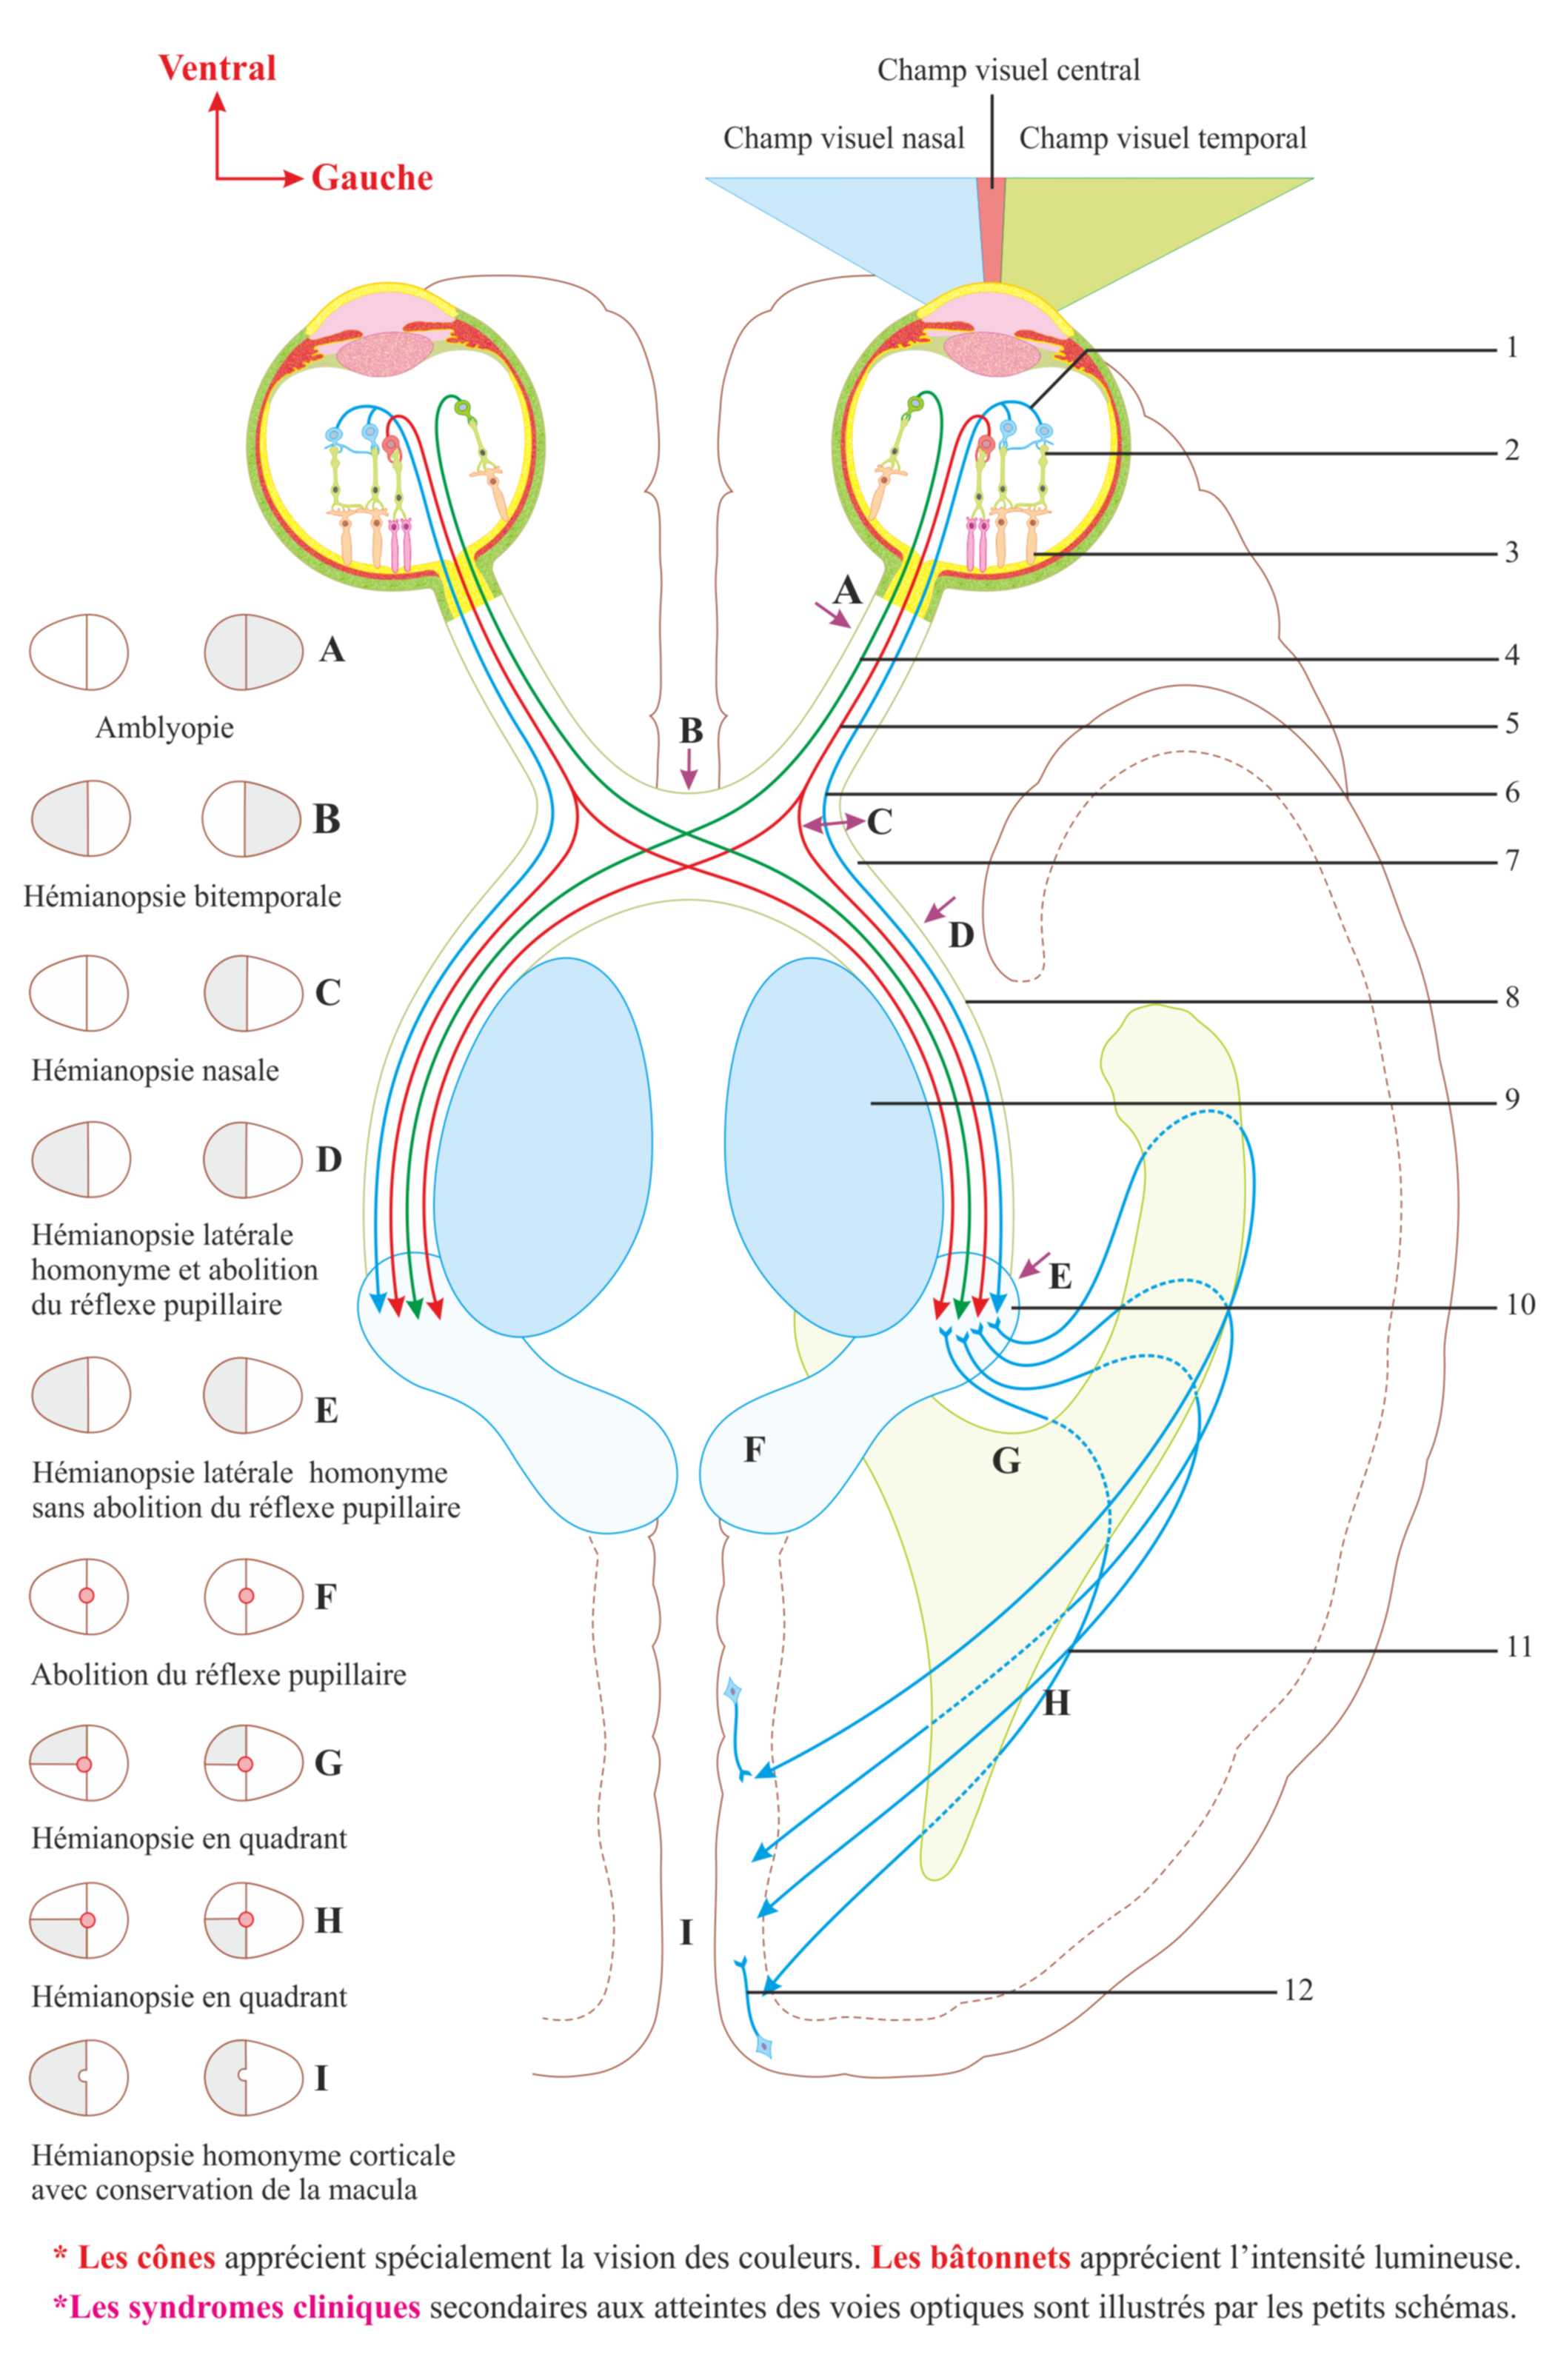 Ventral
Gauche
Champ visuel central
Champ visuel nasal
Champ visuel temporal
1
2
3
A
4
5
B
6
C
7
D
8
9
E
10
F
G
11
H
I
12
A
Amblyopie
B
Hémianopsie bitemporale
C
Hémianopsie nasale
D
Hémianopsie latérale
homonyme et abolition
du réflexe pupillaire
E
Hémianopsie latérale homonyme
sans abolition du réflexe pupillaire
F
Abolition du réflexe pupillaire
G
Hémianopsie en quadrant
H
Hémianopsie en quadrant
I
Hémianopsie homonyme corticale
avec conservation de la macula
* Les cônes apprécient spécialement la vision des couleurs. Les bâtonnets apprécient l'intensité lumineuse.
*Les syndromes cliniques secondaires aux atteintes des voies optiques sont illustrés par les petits schémas.